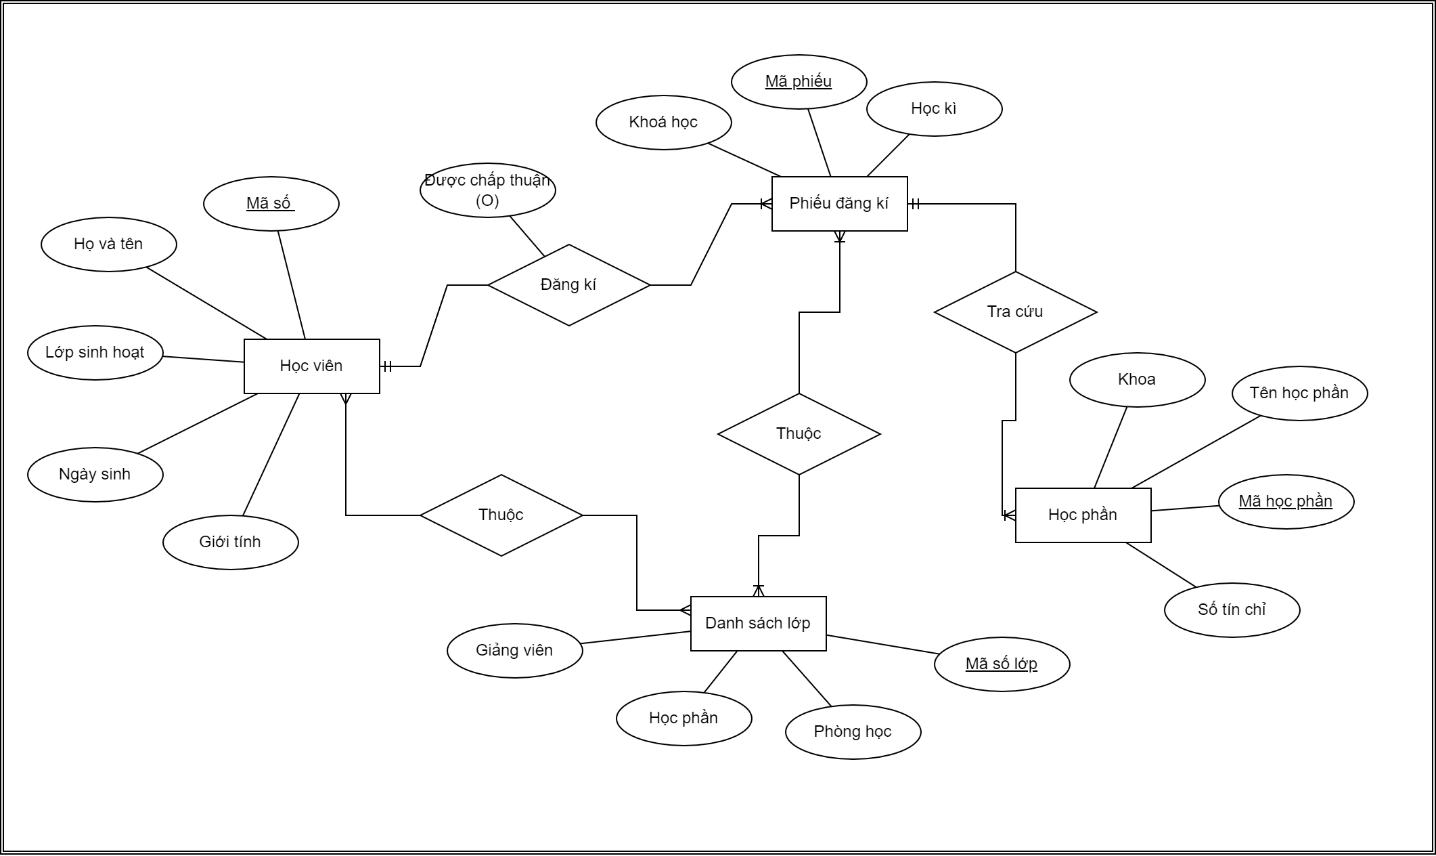 Mã phiếu
Khoá học
Học kì
Được chấp thuận
(O)
Mã số
Phiếu đăng kí
Họ và tên
Đăng kí
Tra cứu
Lớp sinh hoạt
Học viên
Khoa
Tên học phần
Thuộc
Ngày sinh
Mã học phần
Thuộc
Học phần
Giới tính
Số tín chỉ
Danh sách lớp
Giảng viên
Mã số lớp
Học phần
Phòng học